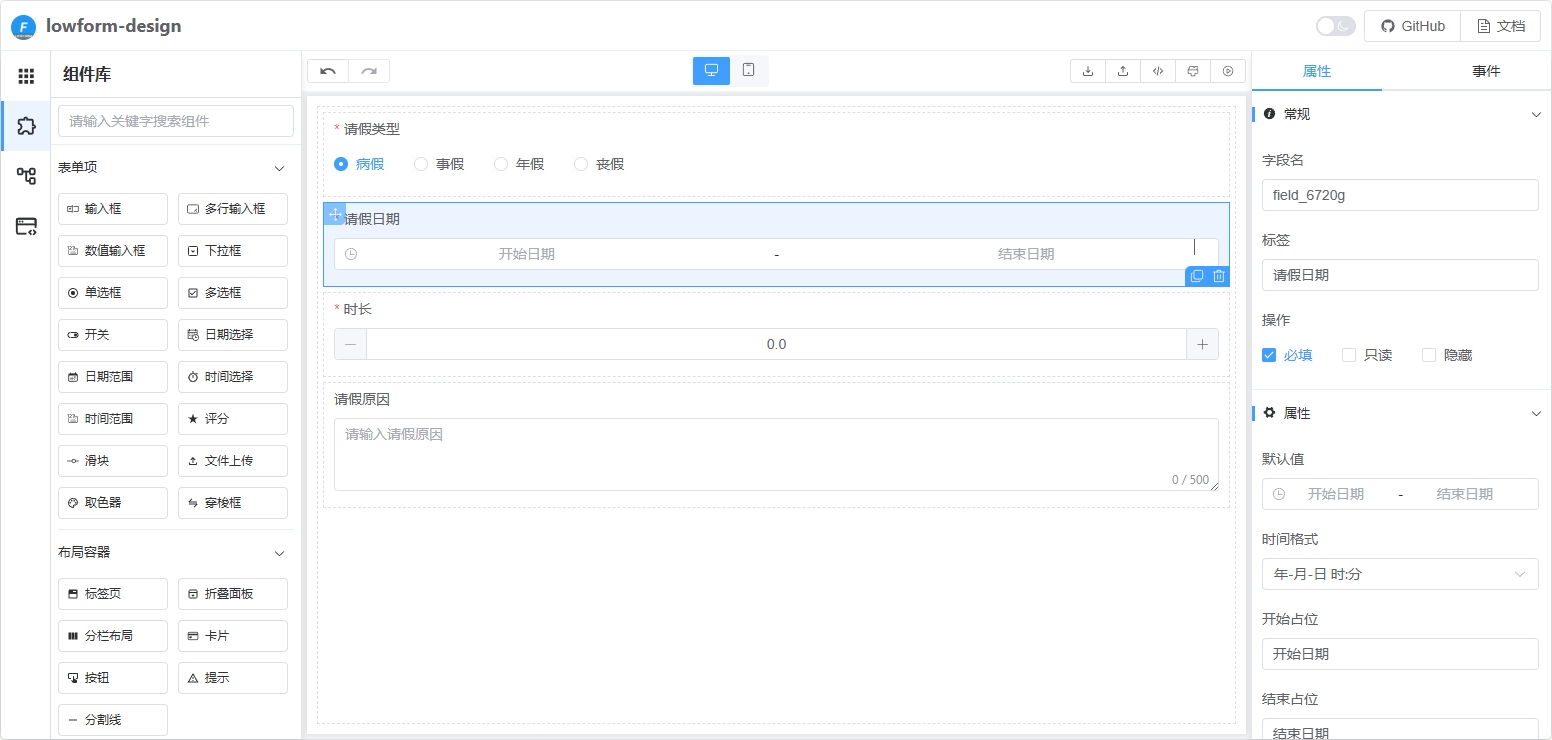 lowform-design
GitHub
文档
组件库
请输入关键字搜索组件
表单项
输入框
多行输入框
数值输入框
下拉框
单选框
多选框
开关
日期选择
日期范围
时间选择
时间范围
评分
滑块
文件上传
取色器
穿梭框
布局容器
标签页
折叠面板
分栏布局
卡片
按钮
提示
分割线
* 请假类型
病假 事假 年假 丧假
请假日期
开始日期 - 结束日期
* 时长
0.0
请假原因
请输入请假原因
0 / 500
属性 事件
常规
字段名
field_6720g
标签
请假日期
操作
必填 只读 隐藏
属性
默认值
开始日期 - 结束日期
时间格式
年-月-日 时:分
开始占位
开始日期
结束占位
结束日期